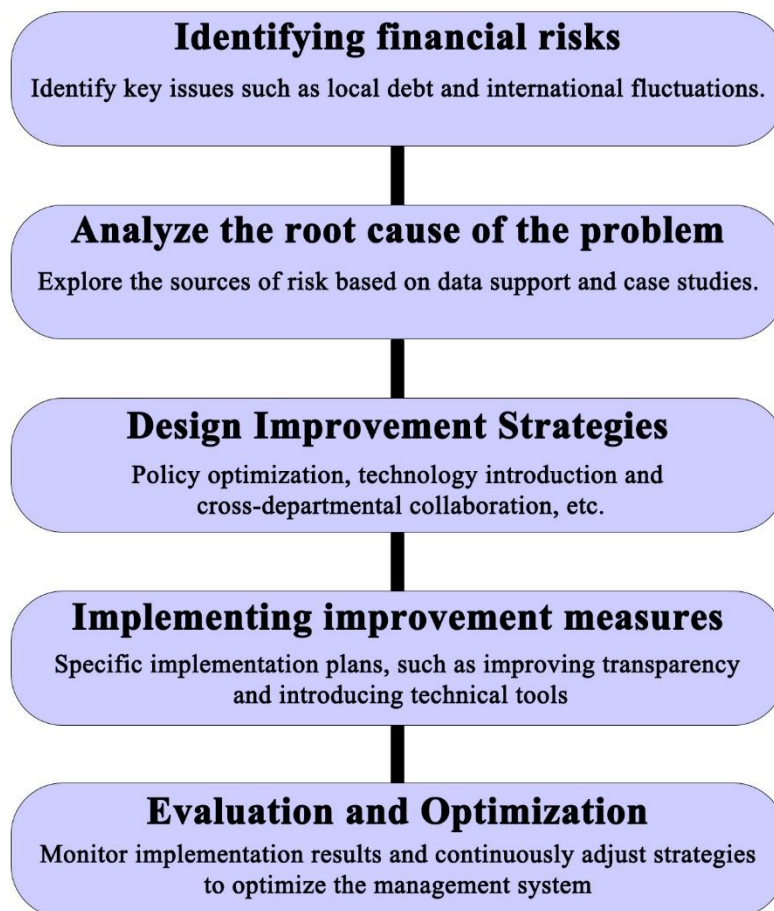 Identifying financial risks
Identify key issues such as local debt and international fluctuations.
Analyze the root cause of the problem
Explore the sources of risk based on data support and case studies.
Design Improvement Strategies
Policy optimization, technology introduction and
cross-departmental collaboration, etc.
Implementing improvement measures
Specific implementation plans, such as improving transparency
and introducing technical tools
Evaluation and Optimization
Monitor implementation results and continuously adjust strategies
to optimize the management system